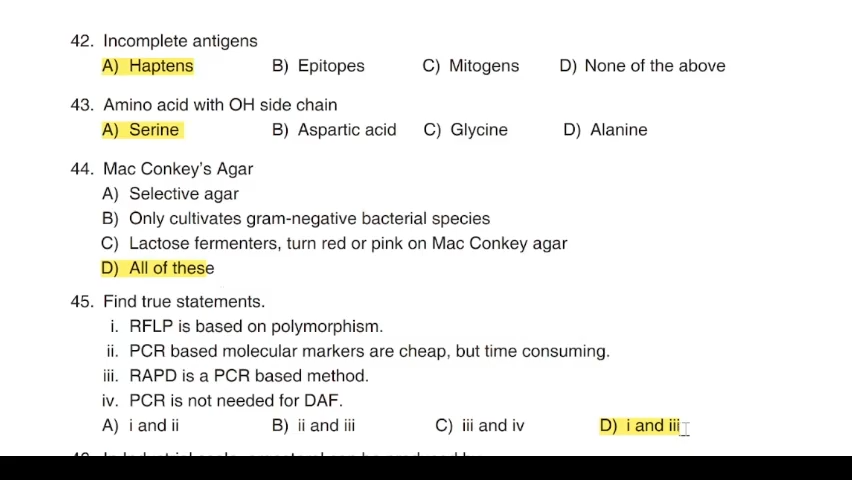 42. Incomplete antigens
A) Haptens B) Epitopes C) Mitogens D) None of the above
43. Amino acid with OH side chain
A) Serine B) Aspartic acid C) Glycine D) Alanine
44. Mac Conkey's Agar
A) Selective agar
B) Only cultivates gram-negative bacterial species
C) Lactose fermenters, turn red or pink on Mac Conkey agar
D) All of these
45. Find true statements.
i. RFLP is based on polymorphism.
ii. PCR based molecular markers are cheap, but time consuming.
iii. RAPD is a PCR based method.
iv. PCR is not needed for DAF.
A) i and ii B) ii and iii C) iii and iv D) i and iii